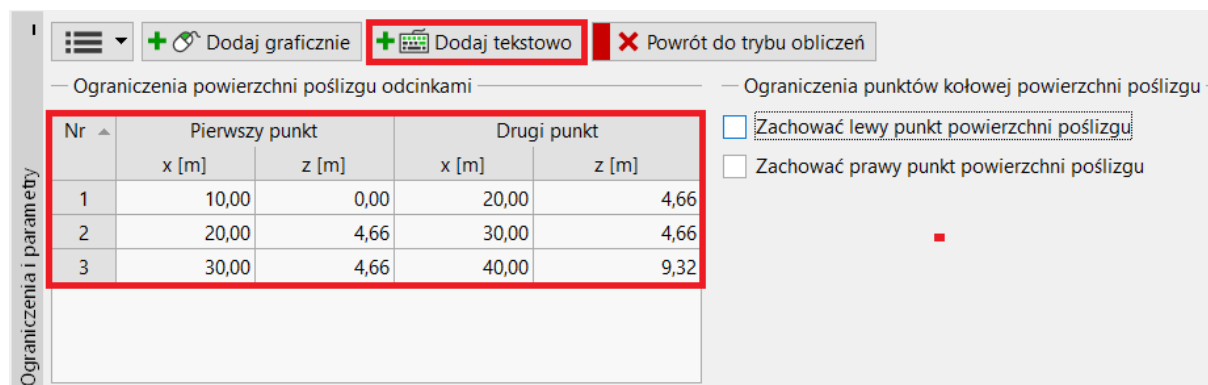 Dodaj graficznie Dodaj tekstowo Powrót do trybu obliczeń
Ograniczenia powierzchni poślizgu odcinkami
Nr Pierwszy punkt Drugi punkt
x [m] z [m] x [m] z [m]
1 10,00 0,00 20,00 4,66
2 20,00 4,66 30,00 4,66
3 30,00 4,66 40,00 9,32
Ograniczenia punktów kołowej powierzchni poślizgu
Zachować lewy punkt powierzchni poślizgu
Zachować prawy punkt powierzchni poślizgu
Ograniczenia i parametry